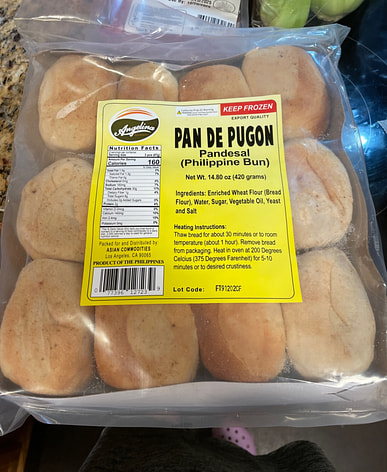 Angelina
KEEP FROZEN
EXPORT QUALITY
PAN DE PUGON
Pandesal
(Philippine Bun)
Net Wt. 14.80 oz (420 grams)
Ingredients: Enriched Wheat Flour (Bread
Flour), Water, Sugar, Vegetable Oil, Yeast
and Salt
Heating Instructions:
Thaw bread for about 30 minutes or to room
temperature (about 1 hour). Remove bread
from packaging. Heat in oven at 200 Degrees
Celcius (375 Degrees Farenheit) for 5-10
minutes or to desired crustiness.
Lot Code:
Nutrition Facts
Calories 160
Packed for and Distributed by
ASIAN COMMODITIES
Los Angeles, CA 90065
PRODUCT OF THE PHILIPPINES
0 77396 12723 9